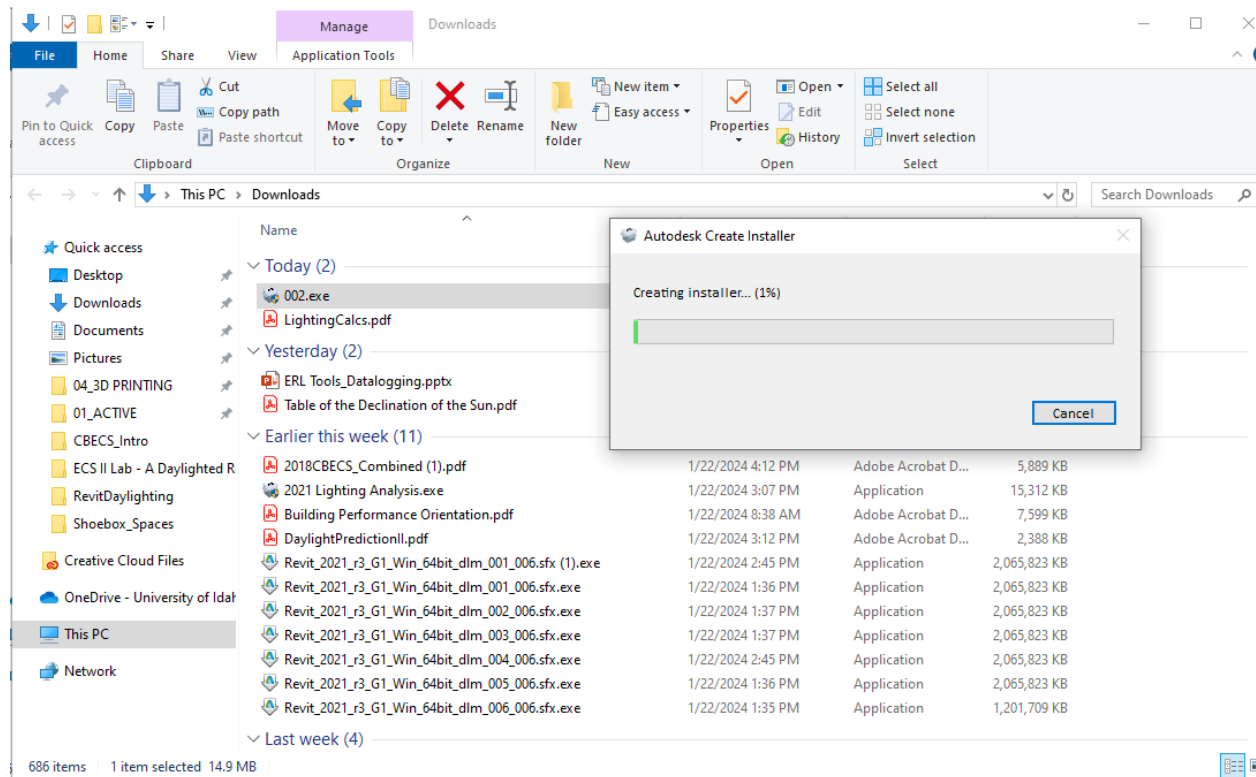 Manage
Downloads
File
Home
Share
View
Application Tools
Pin to Quick access
Copy
Paste
Cut
Copy path
Paste shortcut
Clipboard
Move to
Copy to
Delete
Rename
Organize
New folder
New item
Easy access
New
Properties
Open
Edit
History
Open
Select all
Select none
Invert selection
Select
This PC > Downloads
Search Downloads
Quick access
Desktop
Downloads
Documents
Pictures
04_3D PRINTING
01_ACTIVE
CBECS_Intro
ECS II Lab - A Daylighted R
RevitDaylighting
Shoebox_Spaces
Creative Cloud Files
OneDrive - University of Idah
This PC
Network
Name
Today (2)
002.exe
LightingCalcs.pdf
Yesterday (2)
ERL Tools_Datalogging.pptx
Table of the Declination of the Sun.pdf
Earlier this week (11)
2018CBECS_Combined (1).pdf 1/22/2024 4:12 PM Adobe Acrobat D... 5,889 KB
2021 Lighting Analysis.exe 1/22/2024 3:07 PM Application 15,312 KB
Building Performance Orientation.pdf 1/22/2024 8:38 AM Adobe Acrobat D... 7,599 KB
DaylightPredictionII.pdf 1/22/2024 3:12 PM Adobe Acrobat D... 2,388 KB
Revit_2021_r3_G1_Win_64bit_dlm_001_006.sfx (1).exe 1/22/2024 2:45 PM Application 2,065,823 KB
Revit_2021_r3_G1_Win_64bit_dlm_001_006.sfx.exe 1/22/2024 1:36 PM Application 2,065,823 KB
Revit_2021_r3_G1_Win_64bit_dlm_002_006.sfx.exe 1/22/2024 1:37 PM Application 2,065,823 KB
Revit_2021_r3_G1_Win_64bit_dlm_003_006.sfx.exe 1/22/2024 1:37 PM Application 2,065,823 KB
Revit_2021_r3_G1_Win_64bit_dlm_004_006.sfx.exe 1/22/2024 2:45 PM Application 2,065,823 KB
Revit_2021_r3_G1_Win_64bit_dlm_005_006.sfx.exe 1/22/2024 1:36 PM Application 2,065,823 KB
Revit_2021_r3_G1_Win_64bit_dlm_006_006.sfx.exe 1/22/2024 1:35 PM Application 1,201,709 KB
Last week (4)
Autodesk Create Installer
Creating installer... (1%)
Cancel
686 items 1 item selected 14.9 MB